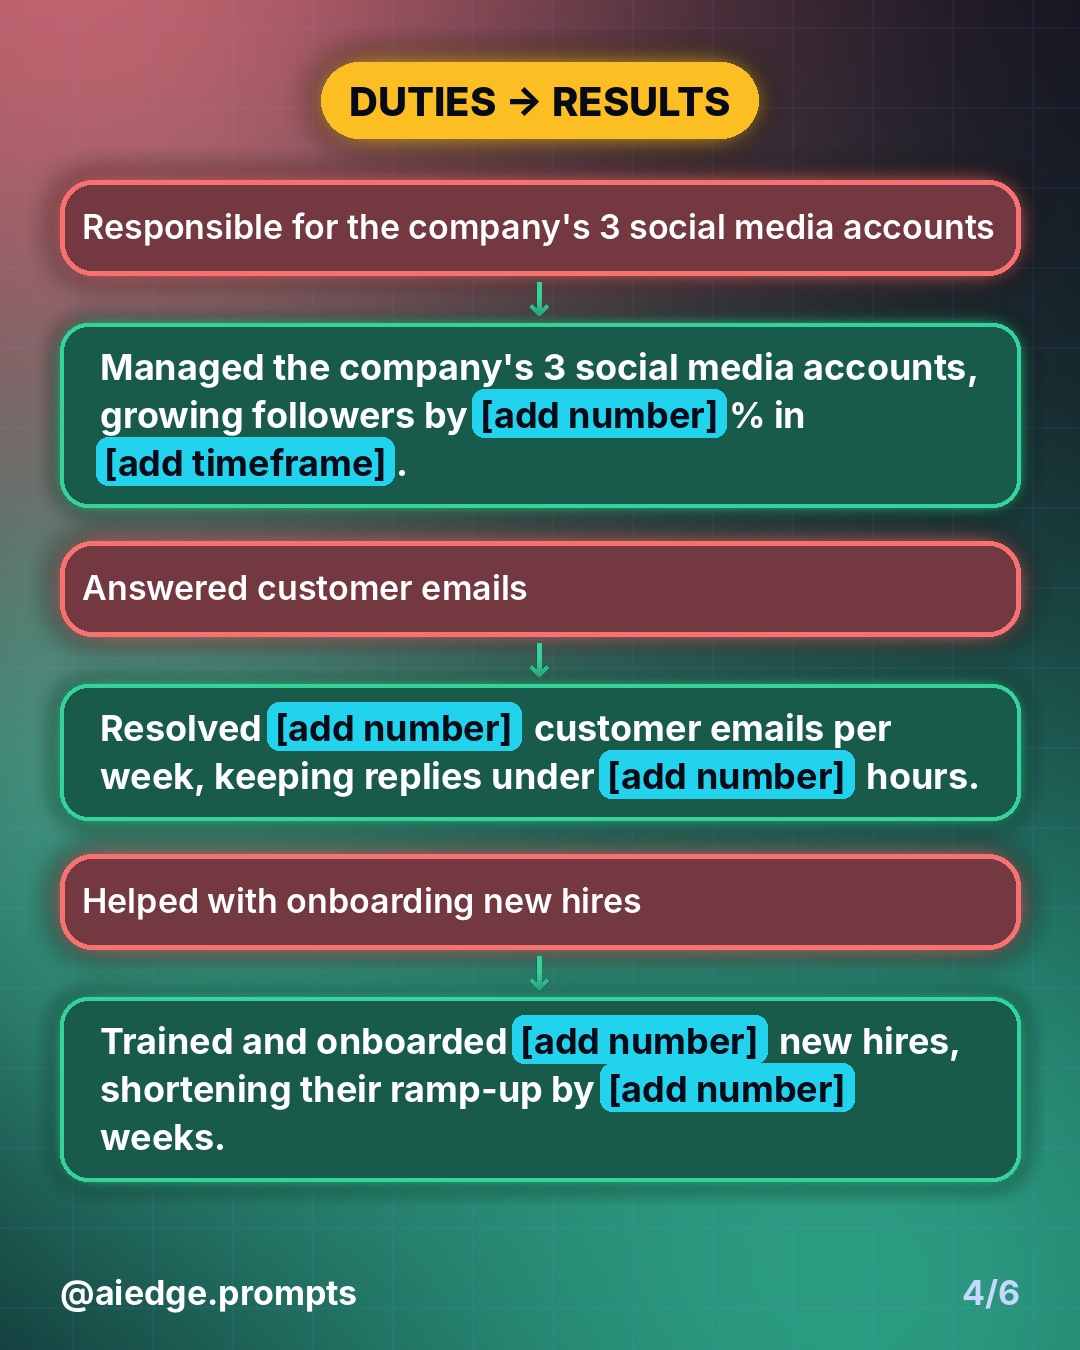 DUTIES → RESULTS
Responsible for the company's 3 social media accounts
↓
Managed the company's 3 social media accounts,
growing followers by [add number] % in
[add timeframe] .
Answered customer emails
↓
Resolved [add number] customer emails per
week, keeping replies under [add number] hours.
Helped with onboarding new hires
↓
Trained and onboarded [add number] new hires,
shortening their ramp-up by [add number]
weeks.
@aiedge.prompts
4/6